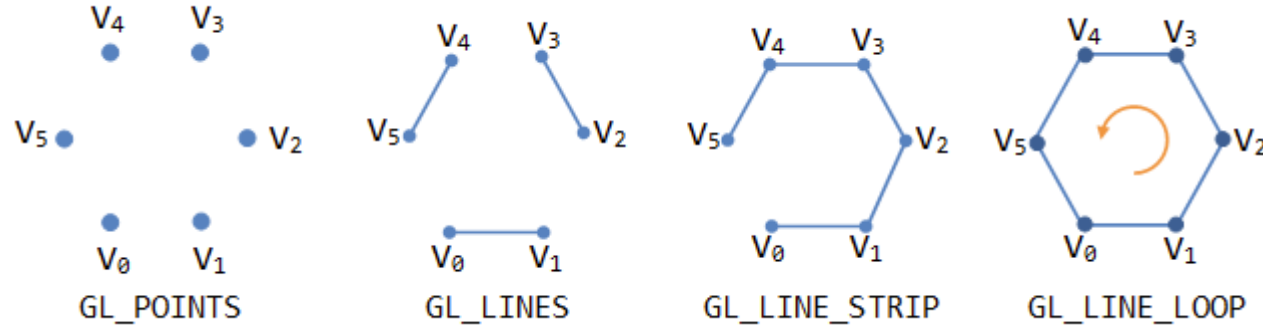 V₄ V₃
V₅ V₂
V₀ V₁
GL_POINTS
V₄ V₃
V₅ V₂
V₀ V₁
GL_LINES
V₄ V₃
V₅ V₂
V₀ V₁
GL_LINE_STRIP
V₄ V₃
V₅ V₂
V₀ V₁
GL_LINE_LOOP